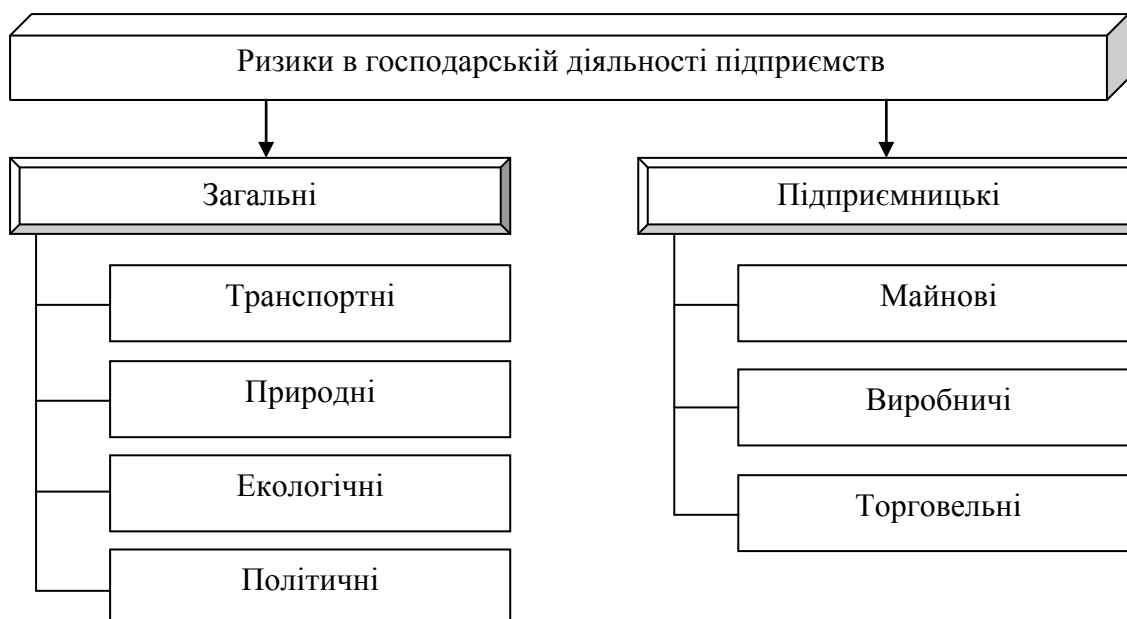 Ризики в господарській діяльності підприємств
Загальні
Транспортні
Природні
Екологічні
Політичні
Підприємницькі
Майнові
Виробничі
Торговельні